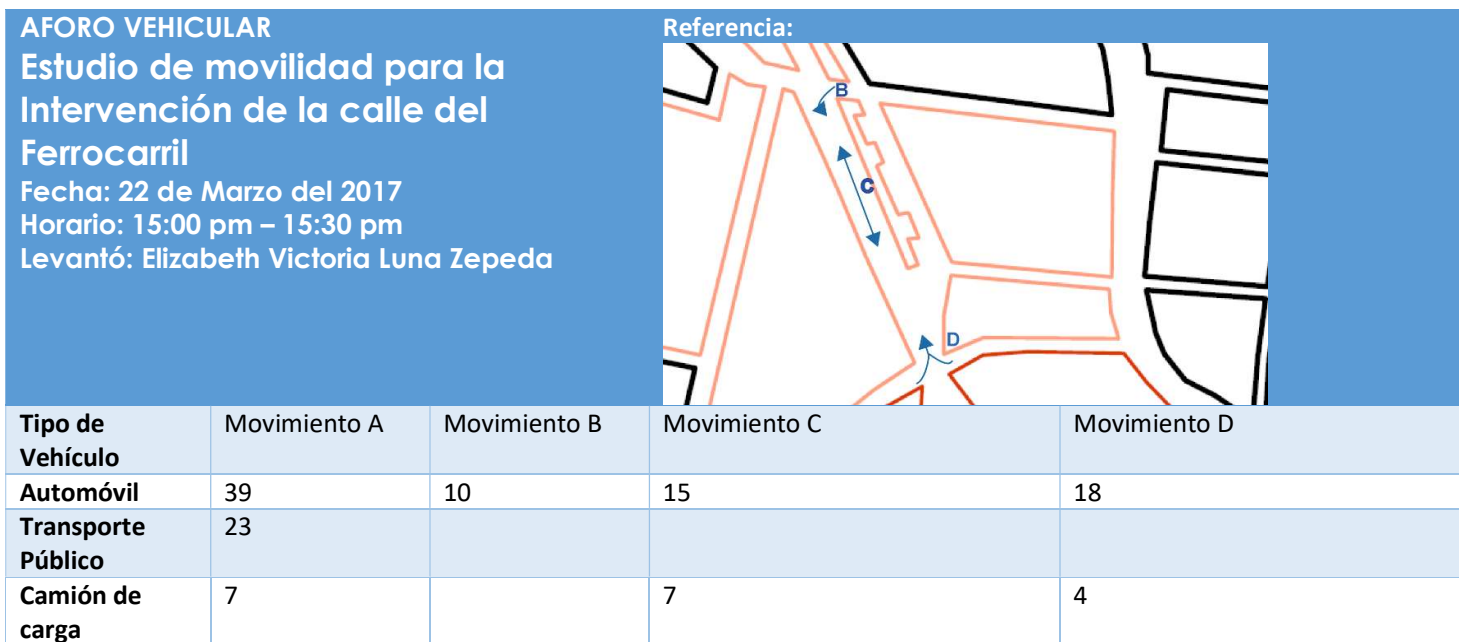 AFORO VEHICULAR
Estudio de movilidad para la
Intervención de la calle del
Ferrocarril
Fecha: 22 de Marzo del 2017
Horario: 15:00 pm – 15:30 pm
Levantó: Elizabeth Victoria Luna Zepeda
Referencia:
B
C
D
Tipo de Vehículo Movimiento A Movimiento B Movimiento C Movimiento D
Automóvil 39 10 15 18
Transporte Público 23
Camión de carga 7 7 4